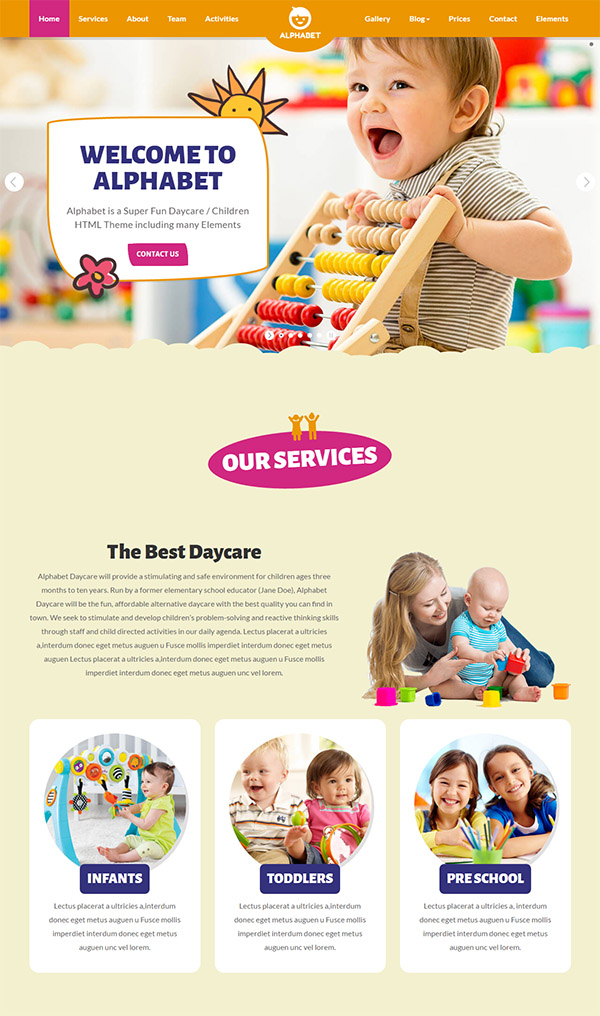 Home Services About Team Activities ALPHABET Gallery Blog Prices Contact Elements
WELCOME TO
ALPHABET
Alphabet is a Super Fun Daycare / Children
HTML Theme including many Elements
CONTACT US
OUR SERVICES
The Best Daycare
Alphabet Daycare will provide a stimulating and safe environment for children ages three
months to ten years. Run by a former elementary school educator (Jane Doe), Alphabet
Daycare will be the fun, affordable alternative daycare with the best quality you can find in
town. We seek to stimulate and develop children's problem-solving and reactive thinking skills
through staff and child directed activities in our daily agenda. Lectus placerat a ultricies
a,interdum donec eget metus auguen u Fusce mollis imperdiet interdum donec eget metus
auguen Lectus placerat a ultricies a,interdum donec eget metus auguen u Fusce mollis
imperdiet interdum donec eget metus auguen unc vel lorem.
INFANTS
Lectus placerat a ultricies a,interdum
donec eget metus auguen u Fusce mollis
imperdiet interdum donec eget metus
auguen unc vel lorem.
TODDLERS
Lectus placerat a ultricies a,interdum
donec eget metus auguen u Fusce mollis
imperdiet interdum donec eget metus
auguen unc vel lorem.
PRE SCHOOL
Lectus placerat a ultricies a,interdum
donec eget metus auguen u Fusce mollis
imperdiet interdum donec eget metus
auguen unc vel lorem.